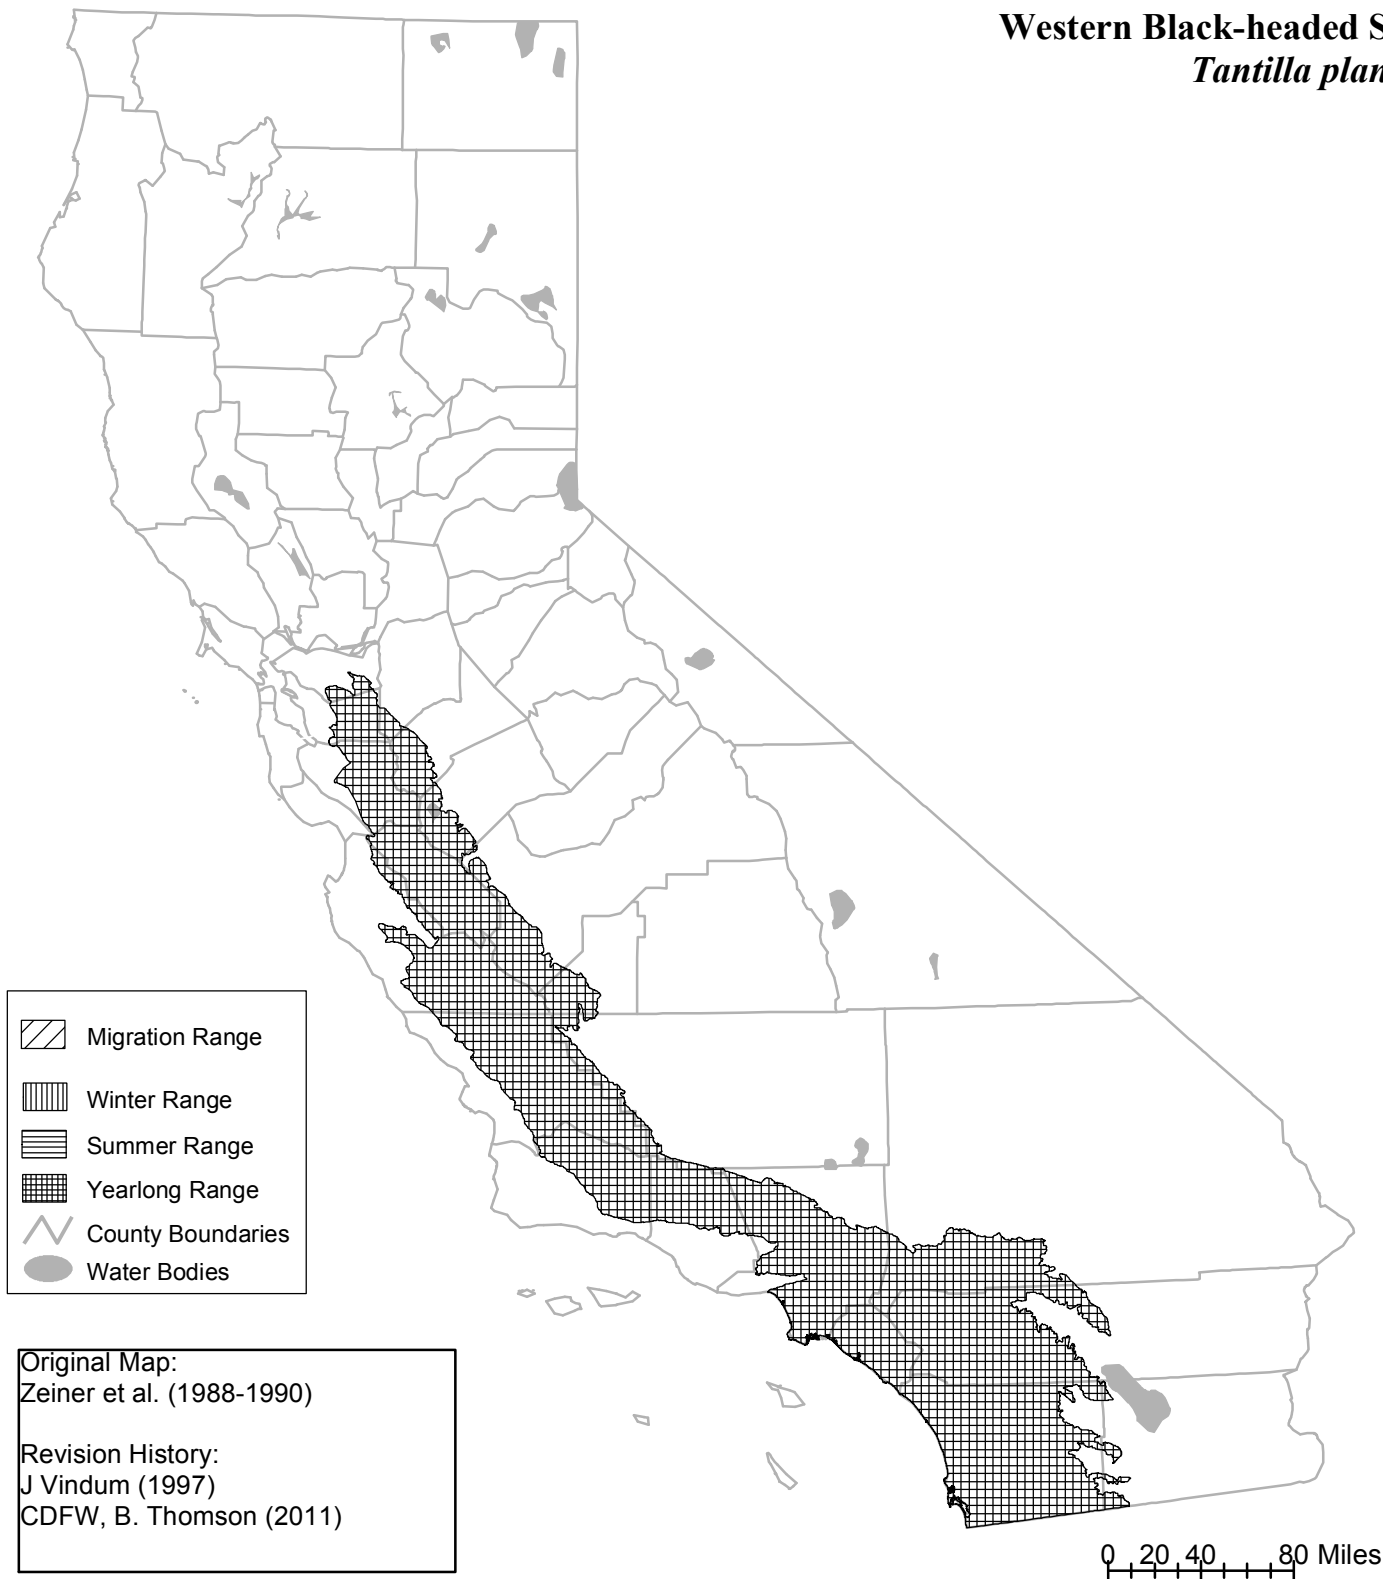 Western Black-headed S
Tantilla plan
Migration Range
Winter Range
Summer Range
Yearlong Range
County Boundaries
Water Bodies
Original Map:
Zeiner et al. (1988-1990)
Revision History:
J Vindum (1997)
CDFW, B. Thomson (2011)
0 20 40 80 Miles